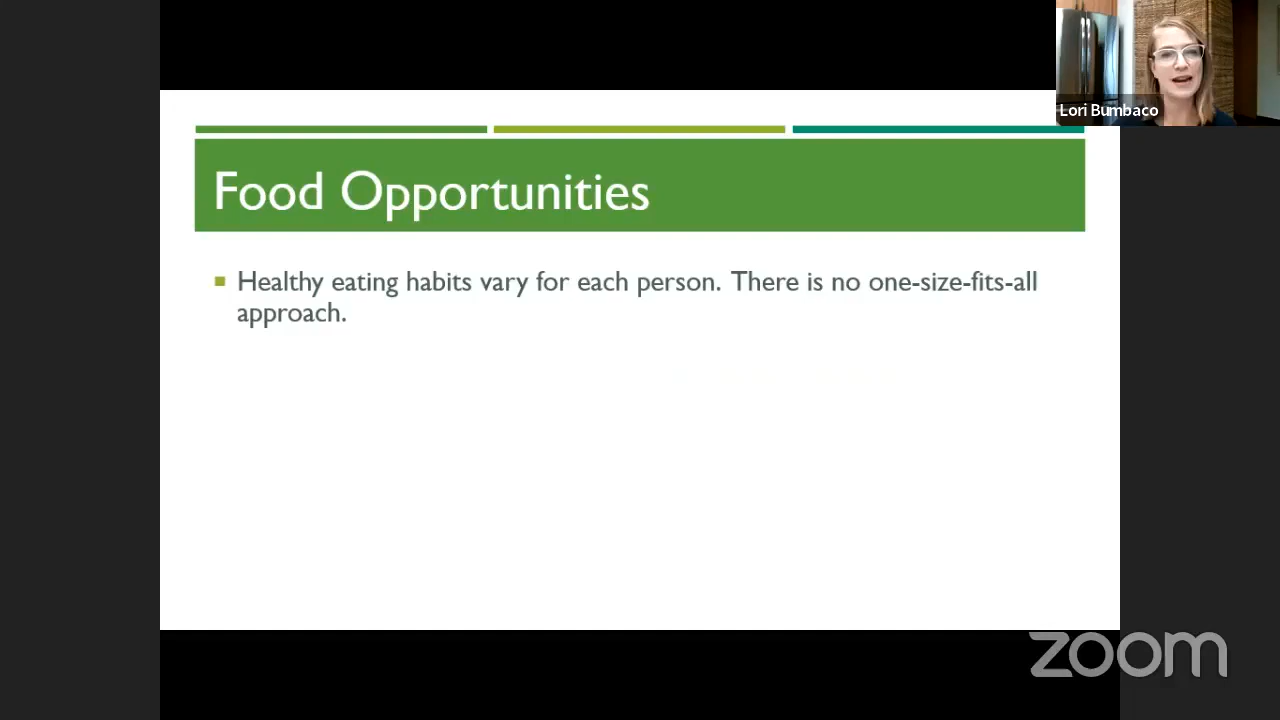 Lori Bumbaco
Food Opportunities
Healthy eating habits vary for each person. There is no one-size-fits-all
approach.
zoom